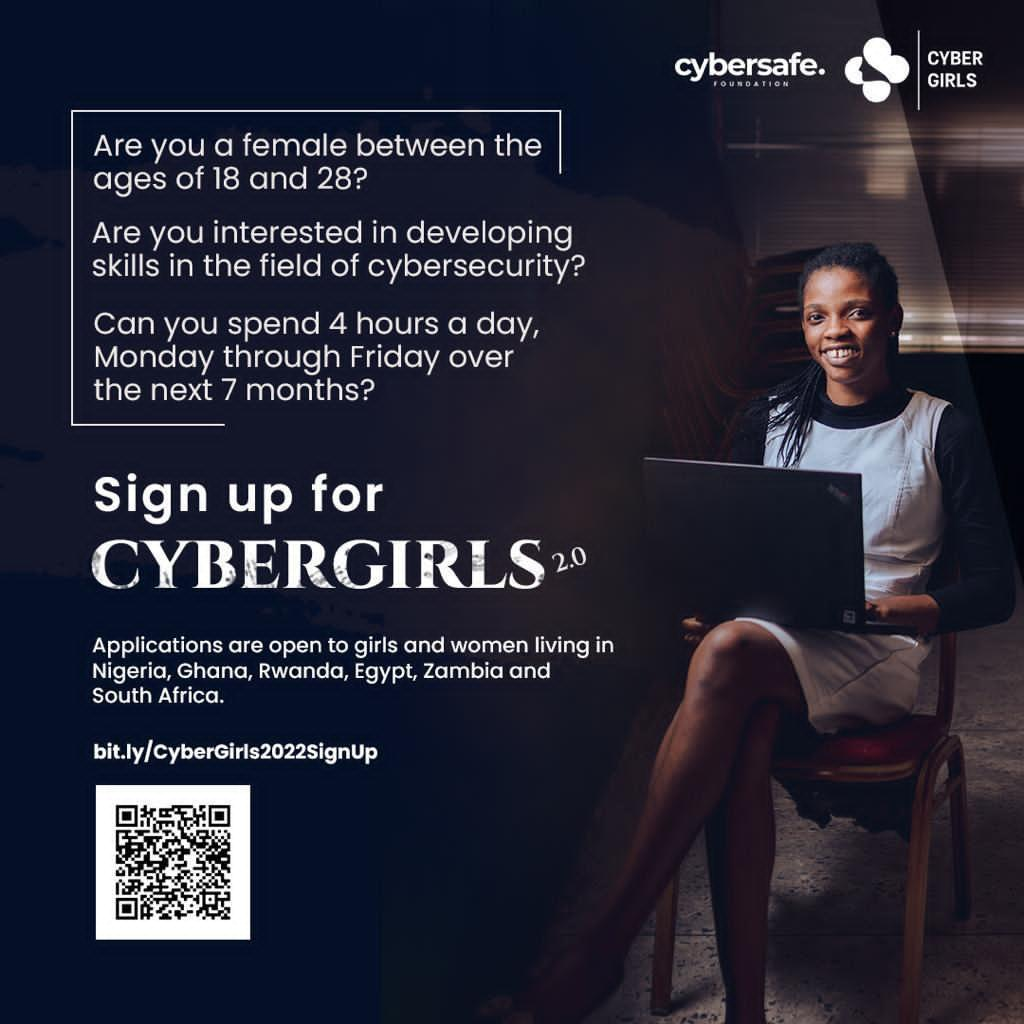 cybersafe.
FOUNDATION
CYBER
GIRLS
Are you a female between the
ages of 18 and 28?
Are you interested in developing
skills in the field of cybersecurity?
Can you spend 4 hours a day,
Monday through Friday over
the next 7 months?
Sign up for
CYBERGIRLS 2.0
Applications are open to girls and women living in
Nigeria, Ghana, Rwanda, Egypt, Zambia and
South Africa.
bit.ly/CyberGirls2022SignUp